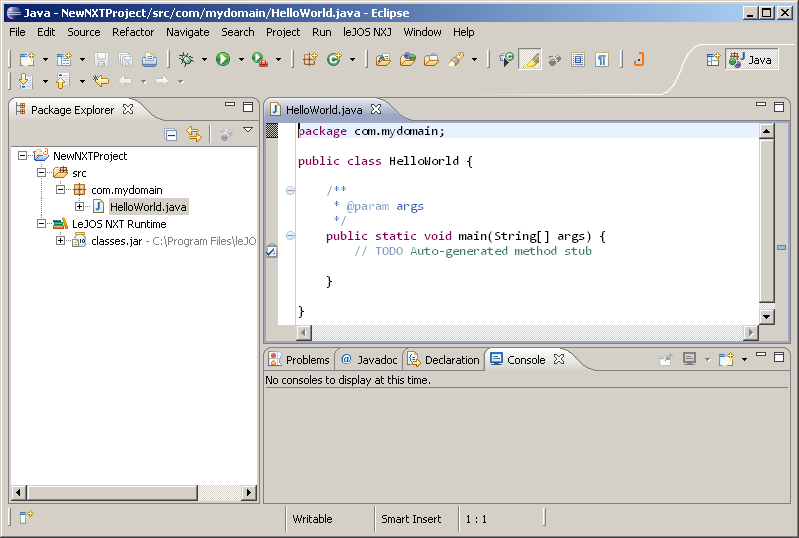 Java - NewNXTProject/src/com/mydomain/HelloWorld.java - Eclipse
File Edit Source Refactor Navigate Search Project Run leJOS NXJ Window Help
Java
Package Explorer
NewNXTProject
src
com.mydomain
HelloWorld.java
LeJOS NXT Runtime
classes.jar - C:\Program Files\leJO
HelloWorld.java
package com.mydomain;
public class HelloWorld {
/**
* @param args
*/
public static void main(String[] args) {
// TODO Auto-generated method stub
}
}
Problems @ Javadoc Declaration Console
No consoles to display at this time.
Writable Smart Insert 1 : 1